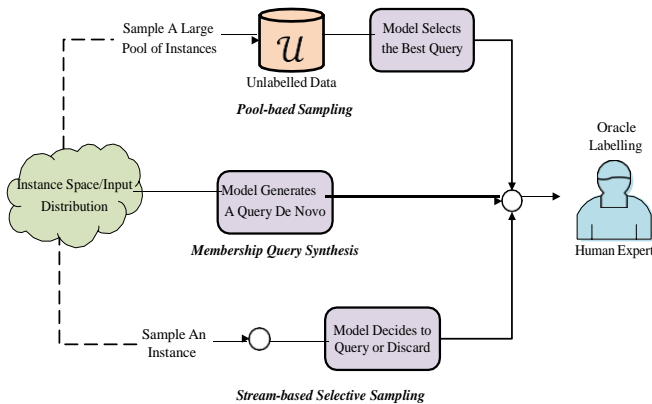 Sample A Large
Pool of Instances
U
Unlabelled Data
Model Selects
the Best Query
Pool-baed Sampling
Instance Space/Input
Distribution
Model Generates
A Query De Novo
Membership Query Synthesis
Oracle
Labelling
Human Expert
Sample An
Instance
Model Decides to
Query or Discard
Stream-based Selective Sampling